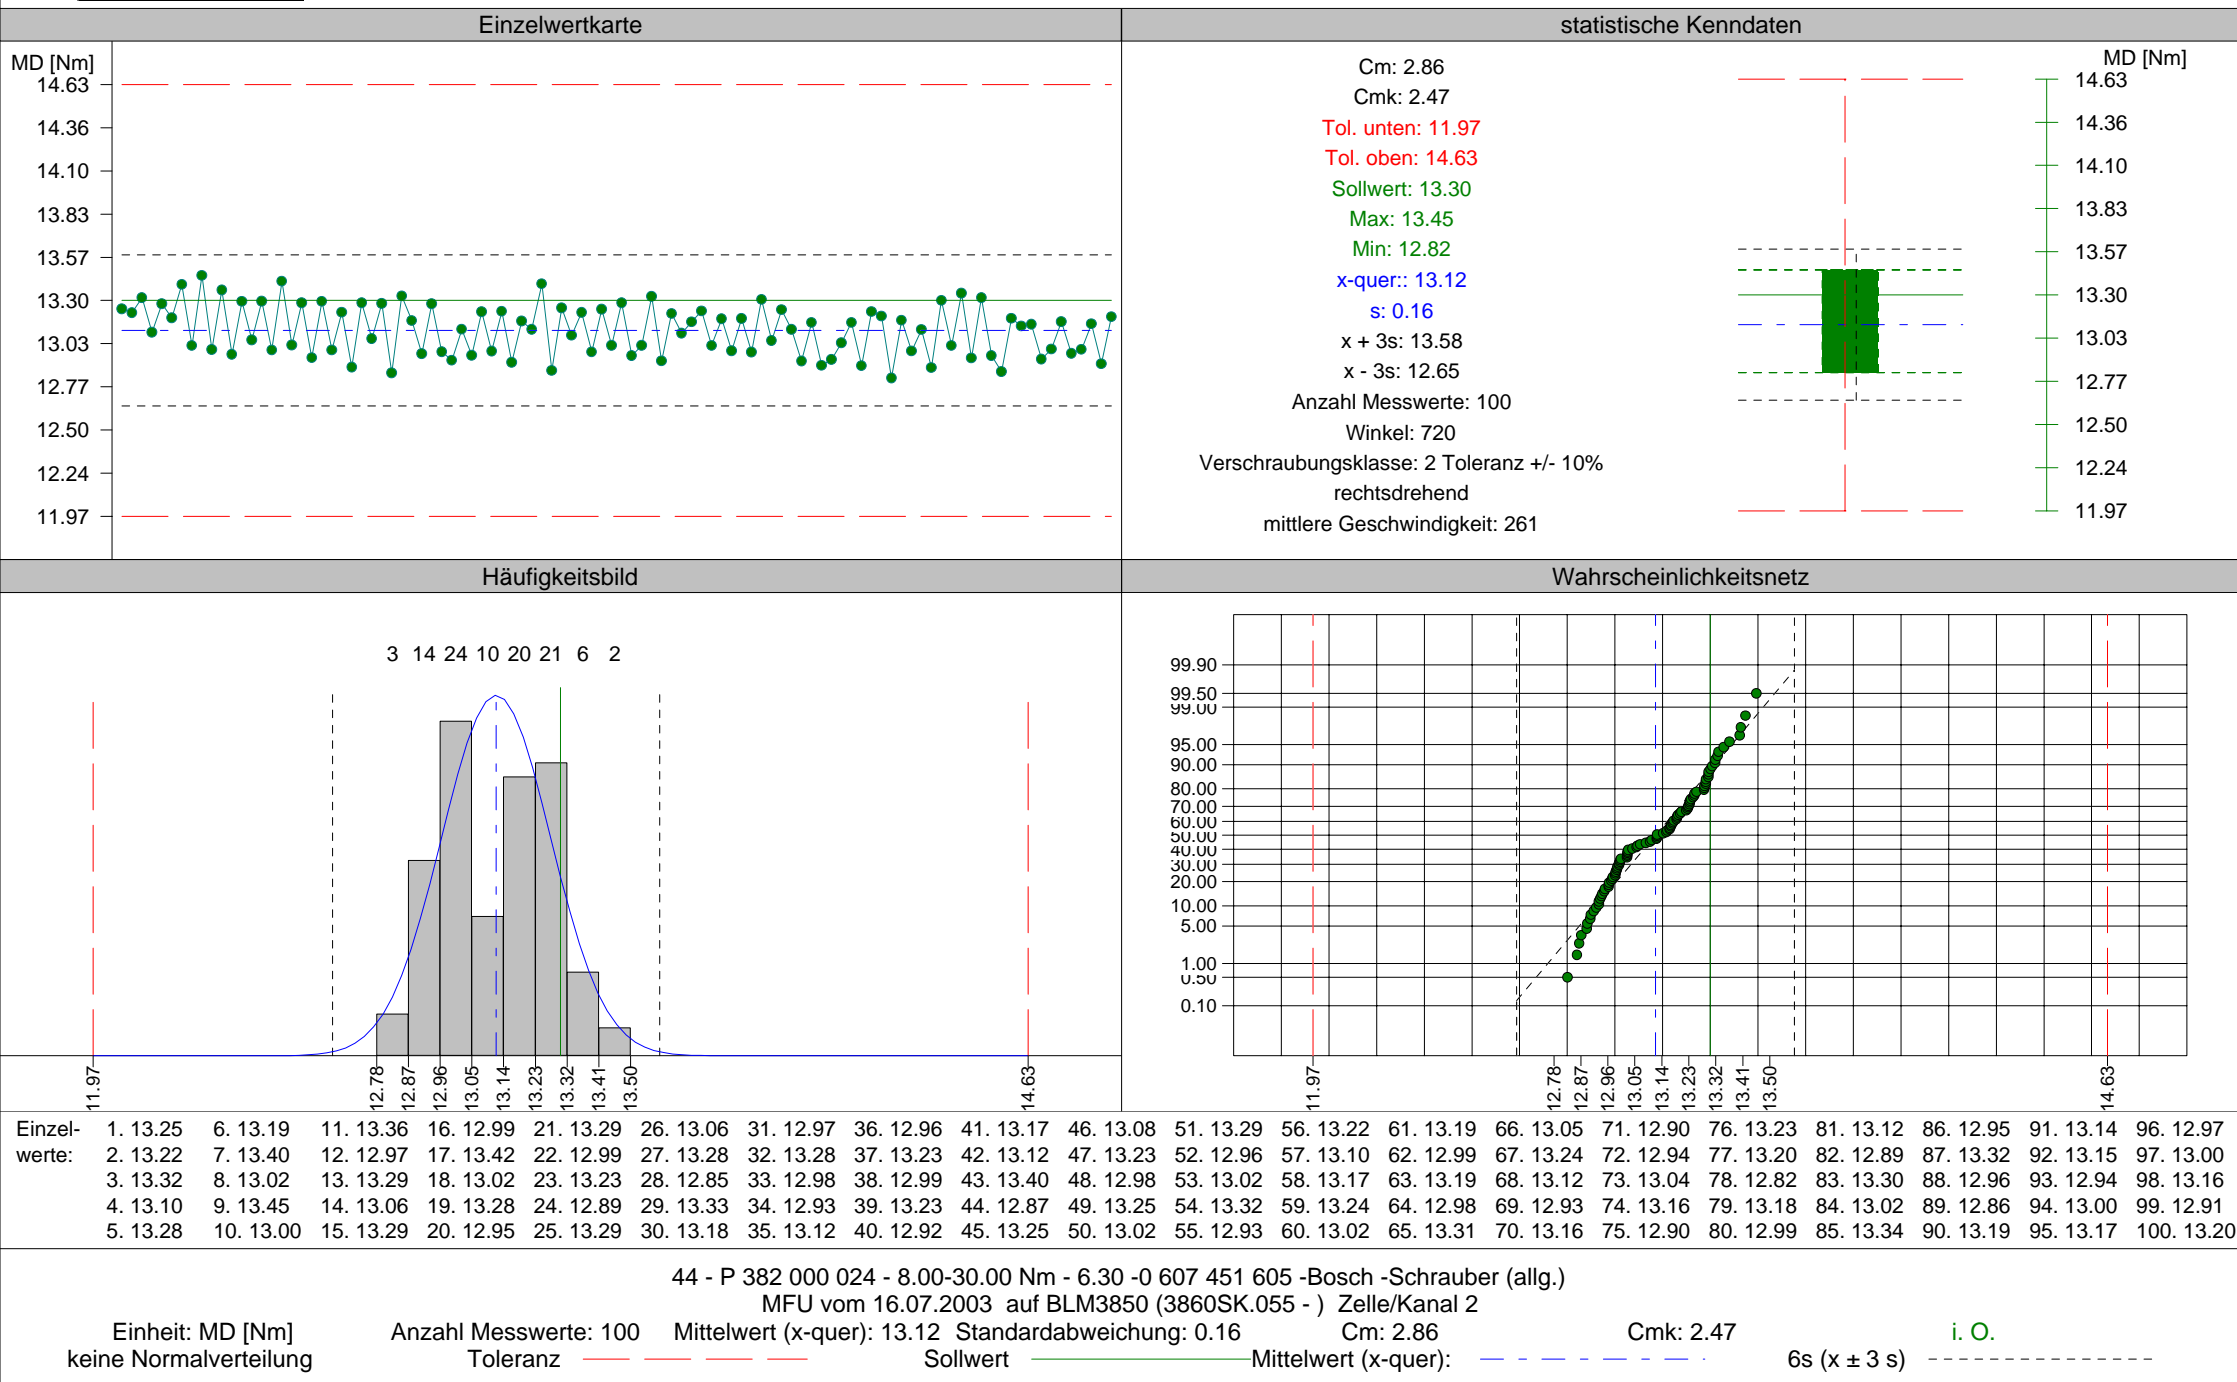 Einzelwertkarte
statistische Kenndaten
MD [Nm]
14.63
14.36
14.10
13.83
13.57
13.30
13.03
12.77
12.50
12.24
11.97
Cm: 2.86
Cmk: 2.47
Tol. unten: 11.97
Tol. oben: 14.63
Sollwert: 13.30
Max: 13.45
Min: 12.82
x-quer:: 13.12
s: 0.16
x + 3s: 13.58
x - 3s: 12.65
Anzahl Messwerte: 100
Winkel: 720
Verschraubungsklasse: 2 Toleranz +/- 10%
rechtsdrehend
mittlere Geschwindigkeit: 261
MD [Nm]
14.63
14.36
14.10
13.83
13.57
13.30
13.03
12.77
12.50
12.24
11.97
Häufigkeitsbild
Wahrscheinlichkeitsnetz
3 14 24 10 20 21 6 2
11.97 12.78 12.87 12.96 13.05 13.14 13.23 13.32 13.41 13.50 14.63
99.90
99.50
99.00
95.00
90.00
80.00
70.00
60.00
50.00
40.00
30.00
20.00
10.00
5.00
1.00
0.50
0.10
11.97 12.78 12.87 12.96 13.05 13.14 13.23 13.32 13.41 13.50 14.63
Einzel- 1. 13.25 6. 13.19 11. 13.36 16. 12.99 21. 13.29 26. 13.06 31. 12.97 36. 12.96 41. 13.17 46. 13.08 51. 13.29 56. 13.22 61. 13.19 66. 13.05 71. 12.90 76. 13.23 81. 13.12 86. 12.95 91. 13.14 96. 12.97
werte: 2. 13.22 7. 13.40 12. 12.97 17. 13.42 22. 12.99 27. 13.28 32. 13.28 37. 13.23 42. 13.12 47. 13.23 52. 12.96 57. 13.10 62. 12.99 67. 13.24 72. 12.94 77. 13.20 82. 12.89 87. 13.32 92. 13.15 97. 13.00
3. 13.32 8. 13.02 13. 13.29 18. 13.02 23. 13.23 28. 12.85 33. 12.98 38. 12.99 43. 13.40 48. 12.98 53. 13.02 58. 13.17 63. 13.19 68. 13.12 73. 13.04 78. 12.82 83. 13.30 88. 12.96 93. 12.94 98. 13.16
4. 13.10 9. 13.45 14. 13.06 19. 13.28 24. 12.89 29. 13.33 34. 12.93 39. 13.23 44. 12.87 49. 13.25 54. 13.32 59. 13.24 64. 12.98 69. 12.93 74. 13.16 79. 13.18 84. 13.02 89. 12.86 94. 13.00 99. 12.91
5. 13.28 10. 13.00 15. 13.29 20. 12.95 25. 13.29 30. 13.18 35. 13.12 40. 12.92 45. 13.25 50. 13.02 55. 12.93 60. 13.02 65. 13.31 70. 13.16 75. 12.90 80. 12.99 85. 13.34 90. 13.19 95. 13.17 100. 13.20
44 - P 382 000 024 - 8.00-30.00 Nm - 6.30 -0 607 451 605 -Bosch -Schrauber (allg.)
MFU vom 16.07.2003 auf BLM3850 (3860SK.055 - ) Zelle/Kanal 2
Einheit: MD [Nm] Anzahl Messwerte: 100 Mittelwert (x-quer): 13.12 Standardabweichung: 0.16 Cm: 2.86 Cmk: 2.47 i. O.
keine Normalverteilung Toleranz Sollwert Mittelwert (x-quer): 6s (x ± 3 s)